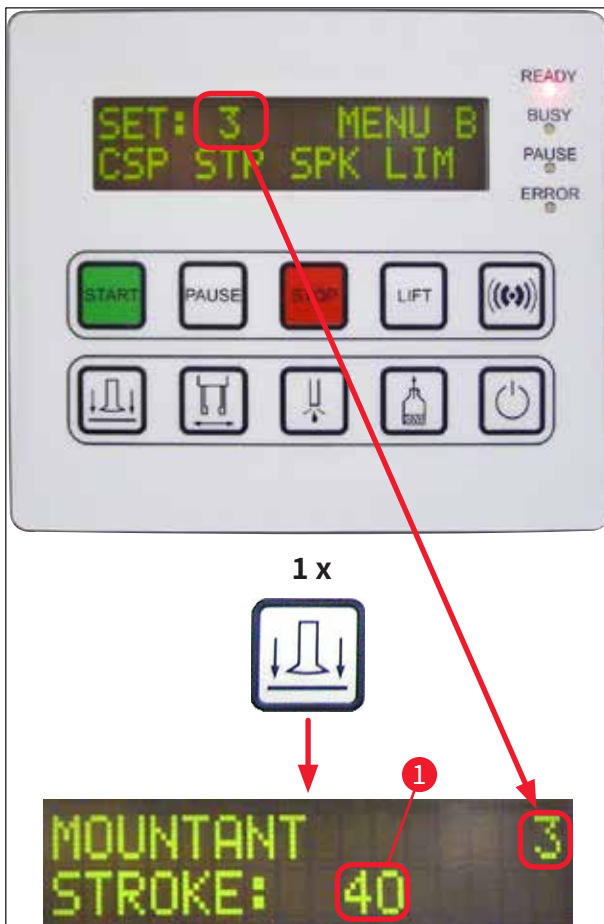 READY
SET: 3 MENU B
BUSY
CSP STP SPK LIM
PAUSE
ERROR
START PAUSE STOP LIFT
1 x
1
MOUNTANT 3
STROKE: 40